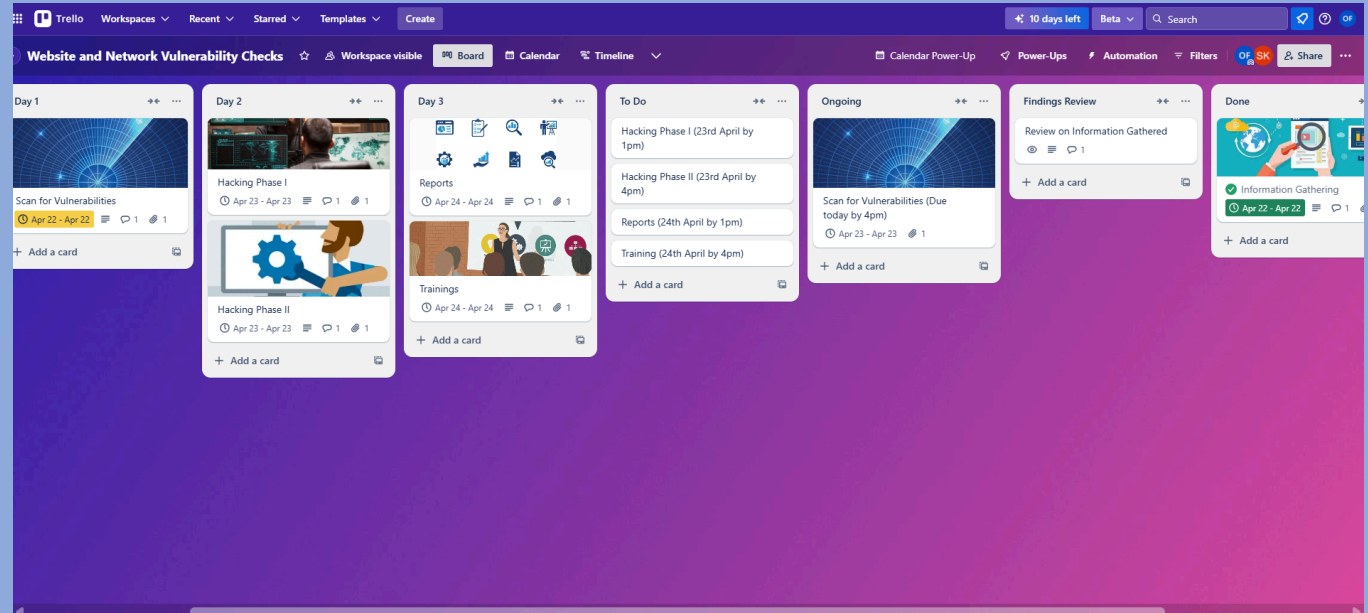 Trello Workspaces Recent Starred Templates Create 10 days left Beta Search OF
Website and Network Vulnerability Checks Workspace visible Board Calendar Timeline Calendar Power-Up Power-Ups Automation Filters OF SK Share
Day 1
Scan for Vulnerabilities
Apr 22 - Apr 22 1 1
+ Add a card
Day 2
Hacking Phase I
Apr 23 - Apr 23 1 1
Hacking Phase II
Apr 23 - Apr 23 1 1
+ Add a card
Day 3
Reports
Apr 24 - Apr 24 1 1
Trainings
Apr 24 - Apr 24 1 1
+ Add a card
To Do
Hacking Phase I (23rd April by
1pm)
Hacking Phase II (23rd April by
4pm)
Reports (24th April by 1pm)
Training (24th April by 4pm)
+ Add a card
Ongoing
Scan for Vulnerabilities (Due
today by 4pm)
Apr 23 - Apr 23 1
+ Add a card
Findings Review
Review on Information Gathered
1
+ Add a card
Done
Information Gathering
Apr 22 - Apr 22 1
+ Add a card